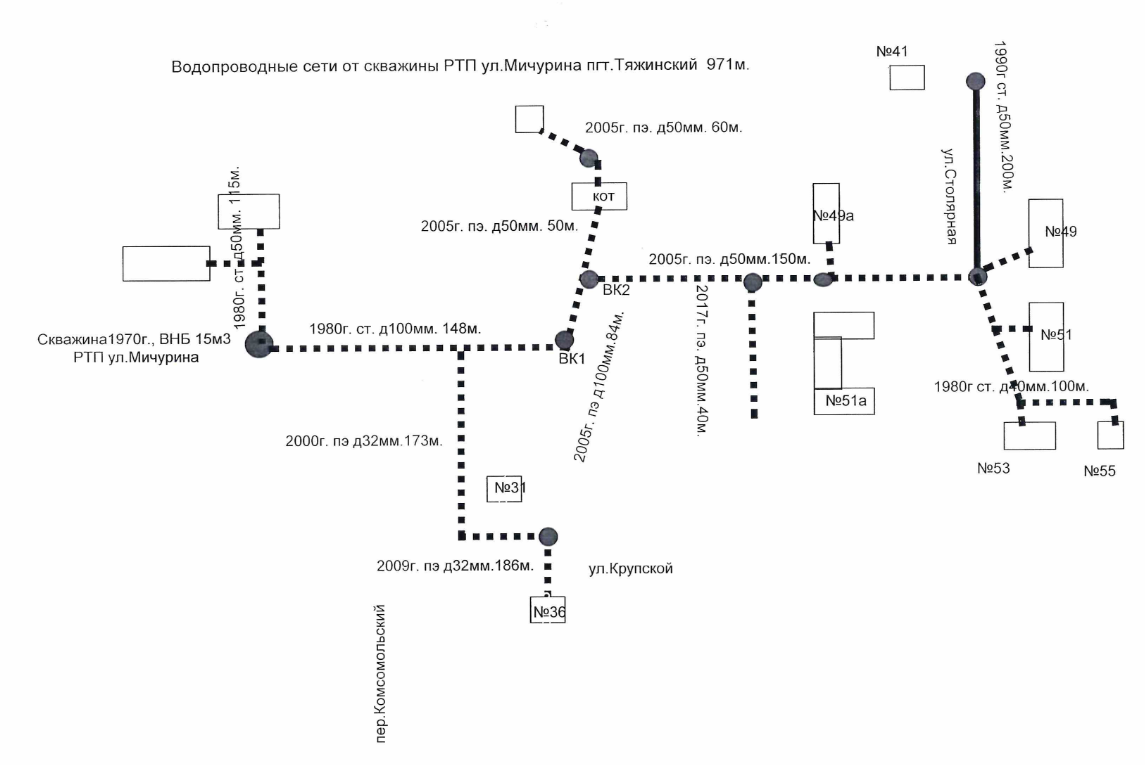 Водопроводные сети от скважины РТП ул.Мичурина пгт.Тяжинский 971м.
№41
1990г ст. д50мм.200м.
2005г. пэ. д50мм. 60м.
ул.Столярная
1980г. ст. д50мм. 115м.
кот
2005г. пэ. д50мм. 50м.
№49а
№49
2005г. пэ. д50мм.150м.
ВК2
2017г. пэ. д50мм.40м.
1980г. ст. д100мм. 148м.
Скважина1970г., ВНБ 15м3
РТП ул.Мичурина
ВК1
2005г. пэ д100мм.84м.
№51
1980г ст. д40мм.100м.
№51а
2000г. пэ д32мм.173м.
№53
№55
№31
2009г. пэ д32мм.186м.
ул.Крупской
№36
пер.Комсомольский